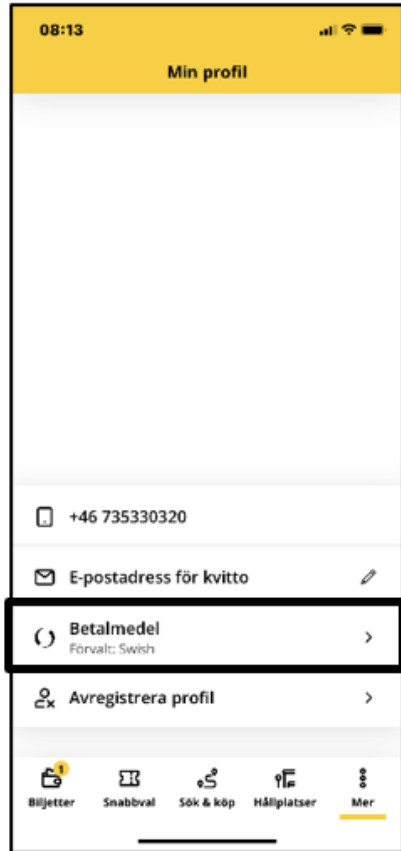 08:13
Min profil
+46 735330320
E-postadress för kvitto
Betalmedel
Förvalt: Swish
Avregistrera profil
1
Biljetter Snabbval Sök & köp Hållplatser Mer